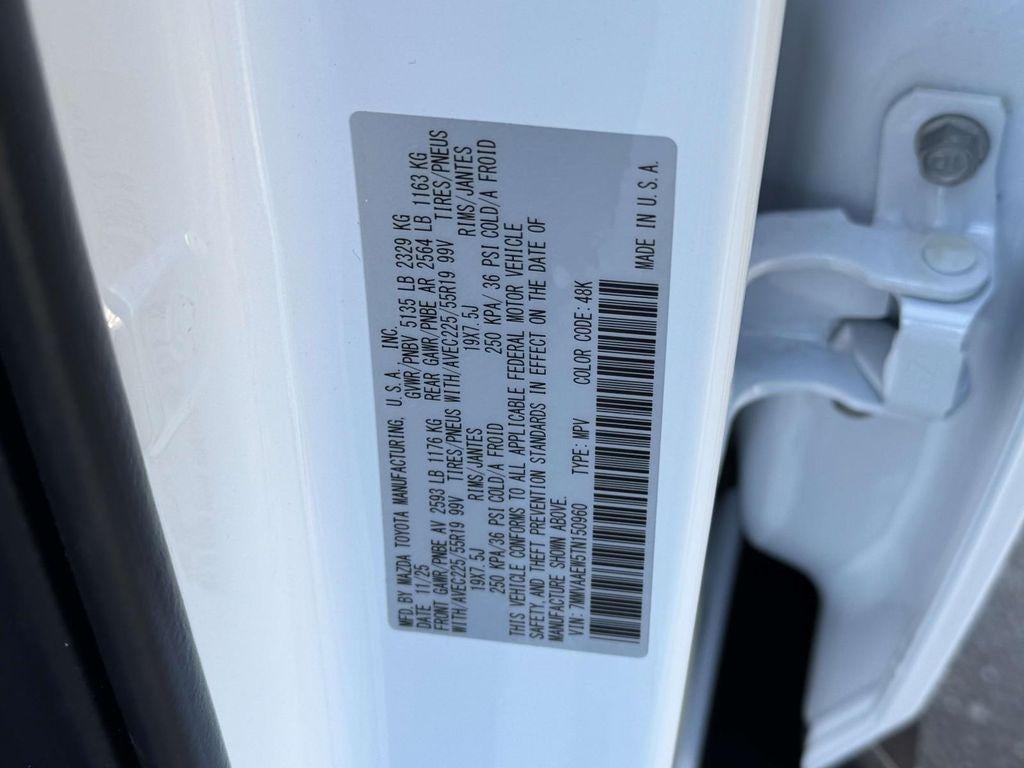 MFD. BY MAZDA TOYOTA MANUFACTURING, U.S.A., INC.
DATE 11/25 GVWR/PNBV 5135 LB 2329 KG
FRONT GAWR/PNBE AV 2593 LB 1176 KG REAR GAWR/PNBE AR 2564 LB 1163 KG
WITH/AVEC225/55R19 99V TIRES/PNEUS WITH/AVEC225/55R19 99V TIRES/PNEUS
19X7.5J RIMS/JANTES 19X7.5J RIMS/JANTES
250 KPA/36 PSI COLD/A FROID 250 KPA/ 36 PSI COLD/A FROID
THIS VEHICLE CONFORMS TO ALL APPLICABLE FEDERAL MOTOR VEHICLE
SAFETY, AND THEFT PREVENTION STANDARDS IN EFFECT ON THE DATE OF
MANUFACTURE SHOWN ABOVE.
VIN: 7MMVAAEW5TN150960 TYPE: MPV COLOR CODE: 48K
MADE IN U.S.A.